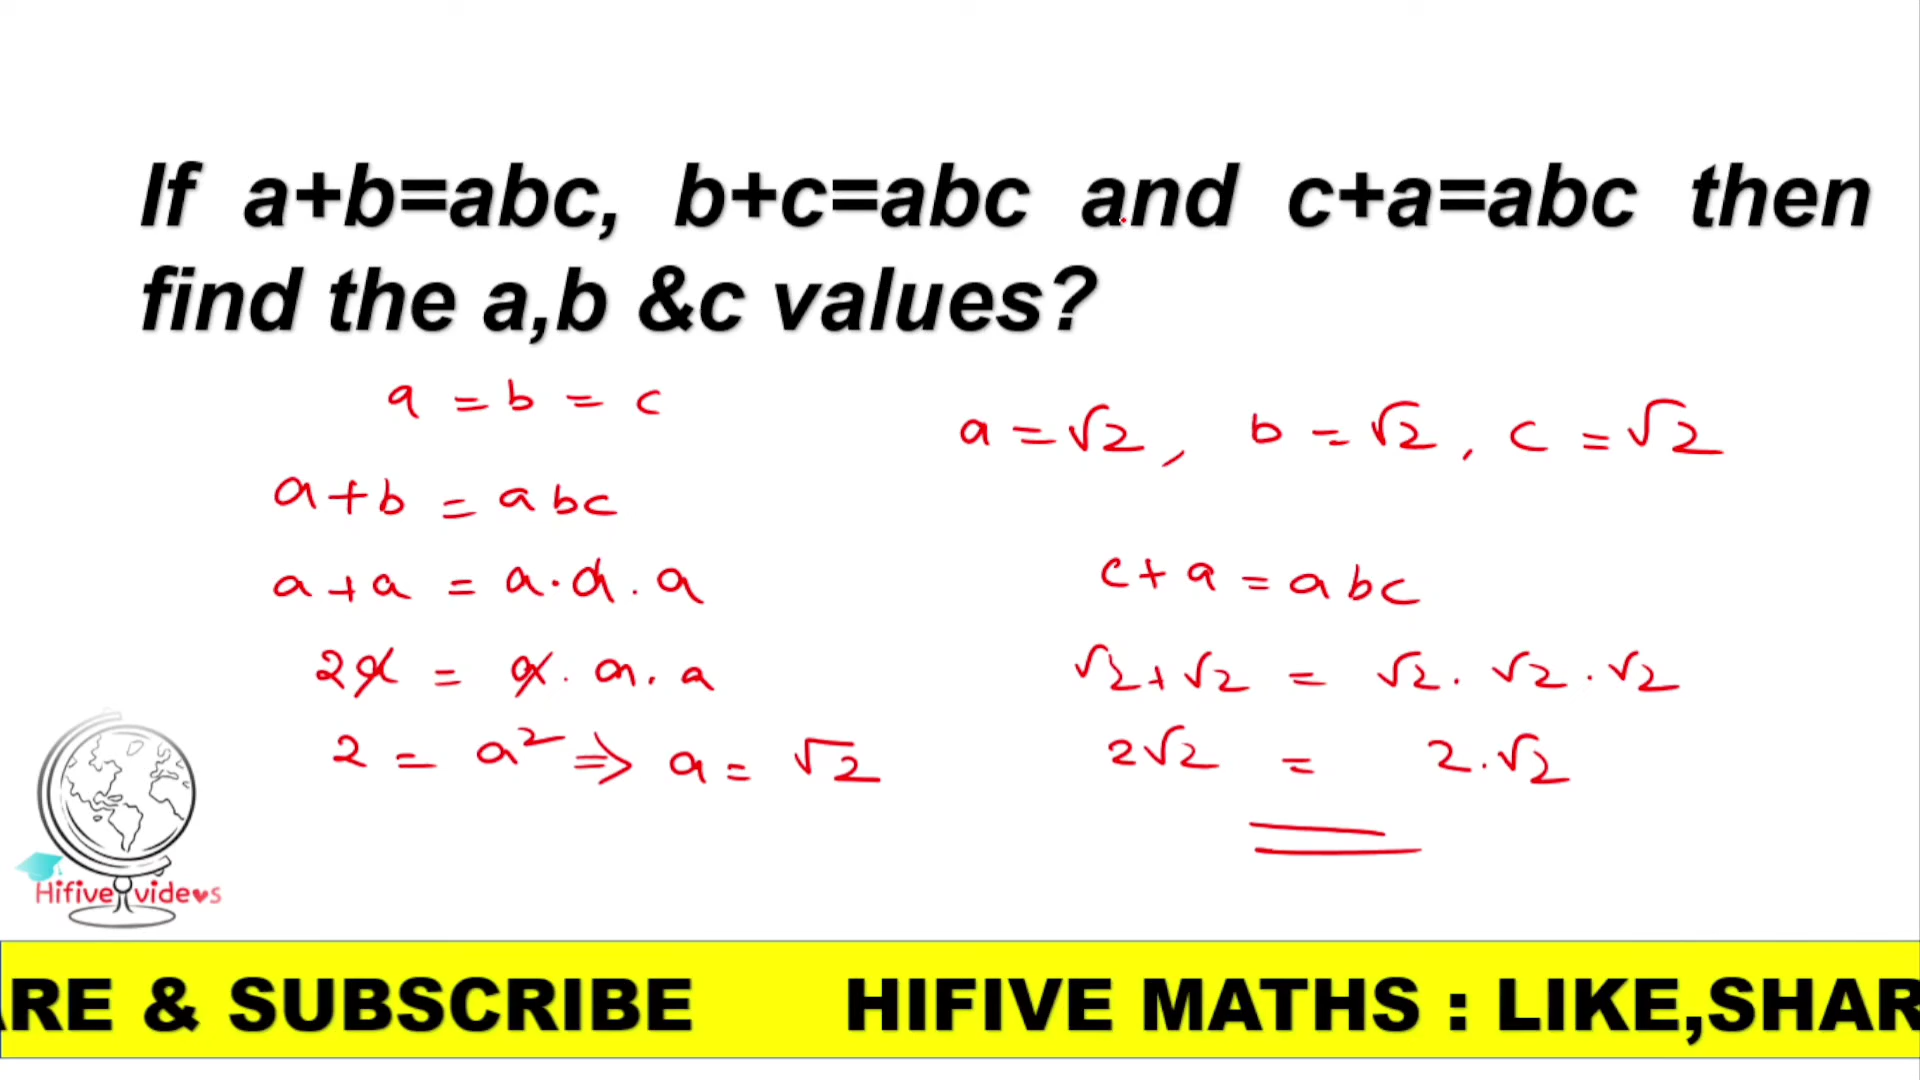 If a+b=abc, b+c=abc and c+a=abc then
find the a,b &c values?
a = b = c
a+b = abc
a+a = a.a.a
2a = a.a.a
2 = a² ⇒ a = √2
a = √2, b = √2, c = √2
c+a = abc
√2+√2 = √2.√2.√2
2√2 = 2.√2
Hifive videos
ARE & SUBSCRIBE HIFIVE MATHS : LIKE,SHAR